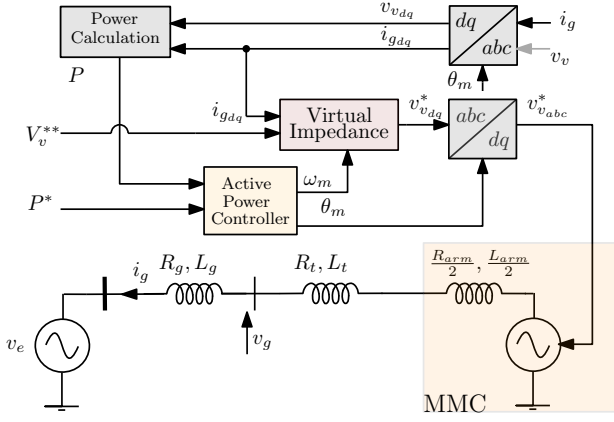 Power
Calculation
v_{v_{dq}}
i_{g_{dq}}
dq
abc
i_g
v_v
P
θ_m
i_{g_{dq}}
Virtual
Impedance
v^*_{v_{dq}}
abc
dq
v^*_{v_{abc}}
V_v^{**}
P^*
Active
Power
Controller
ω_m
θ_m
R_g, L_g
R_t, L_t
\frac{R_{arm}}{2}, \frac{L_{arm}}{2}
i_g
v_e
v_g
MMC